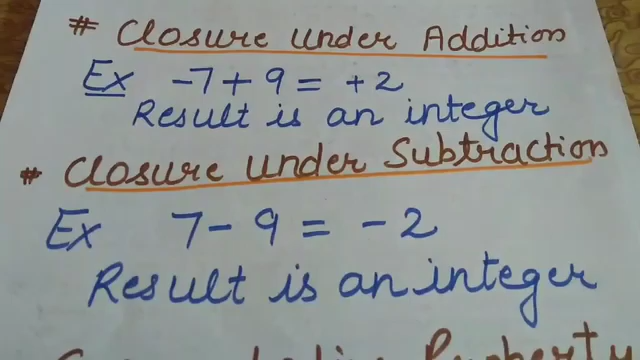 # Closure under Addition
Ex -7 + 9 = +2
Result is an integer
# Closure under Subtraction
Ex 7 - 9 = -2
Result is an integer
Property